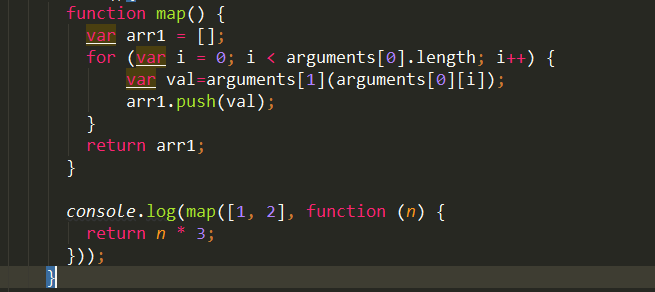 function map() {
var arr1 = [];
for (var i = 0; i < arguments[0].length; i++) {
var val=arguments[1](arguments[0][i]);
arr1.push(val);
}
return arr1;
}
console.log(map([1, 2], function (n) {
return n * 3;
}));
}